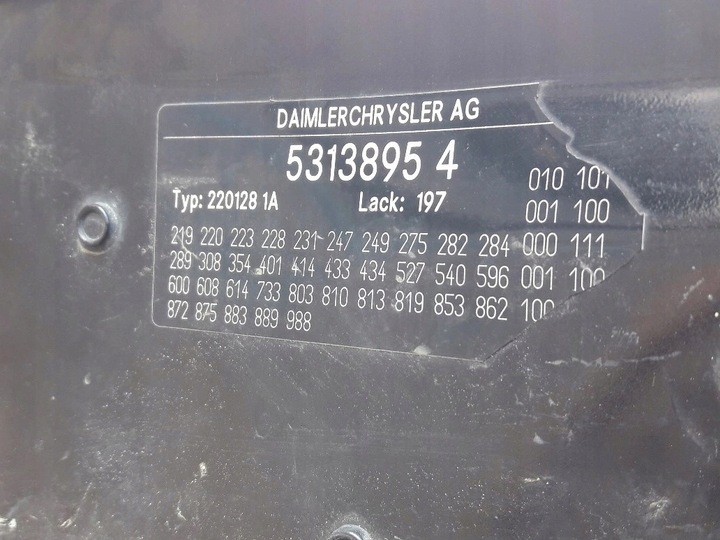 DAIMLERCHRYSLER AG
5313895 4
010 101
Typ: 220128 1A Lack: 197 001 100
219 220 223 228 231 247 249 275 282 284 000 111
289 308 354 401 414 433 434 527 540 596 001 100
600 608 614 733 803 810 813 819 853 862 100
872 875 883 889 988